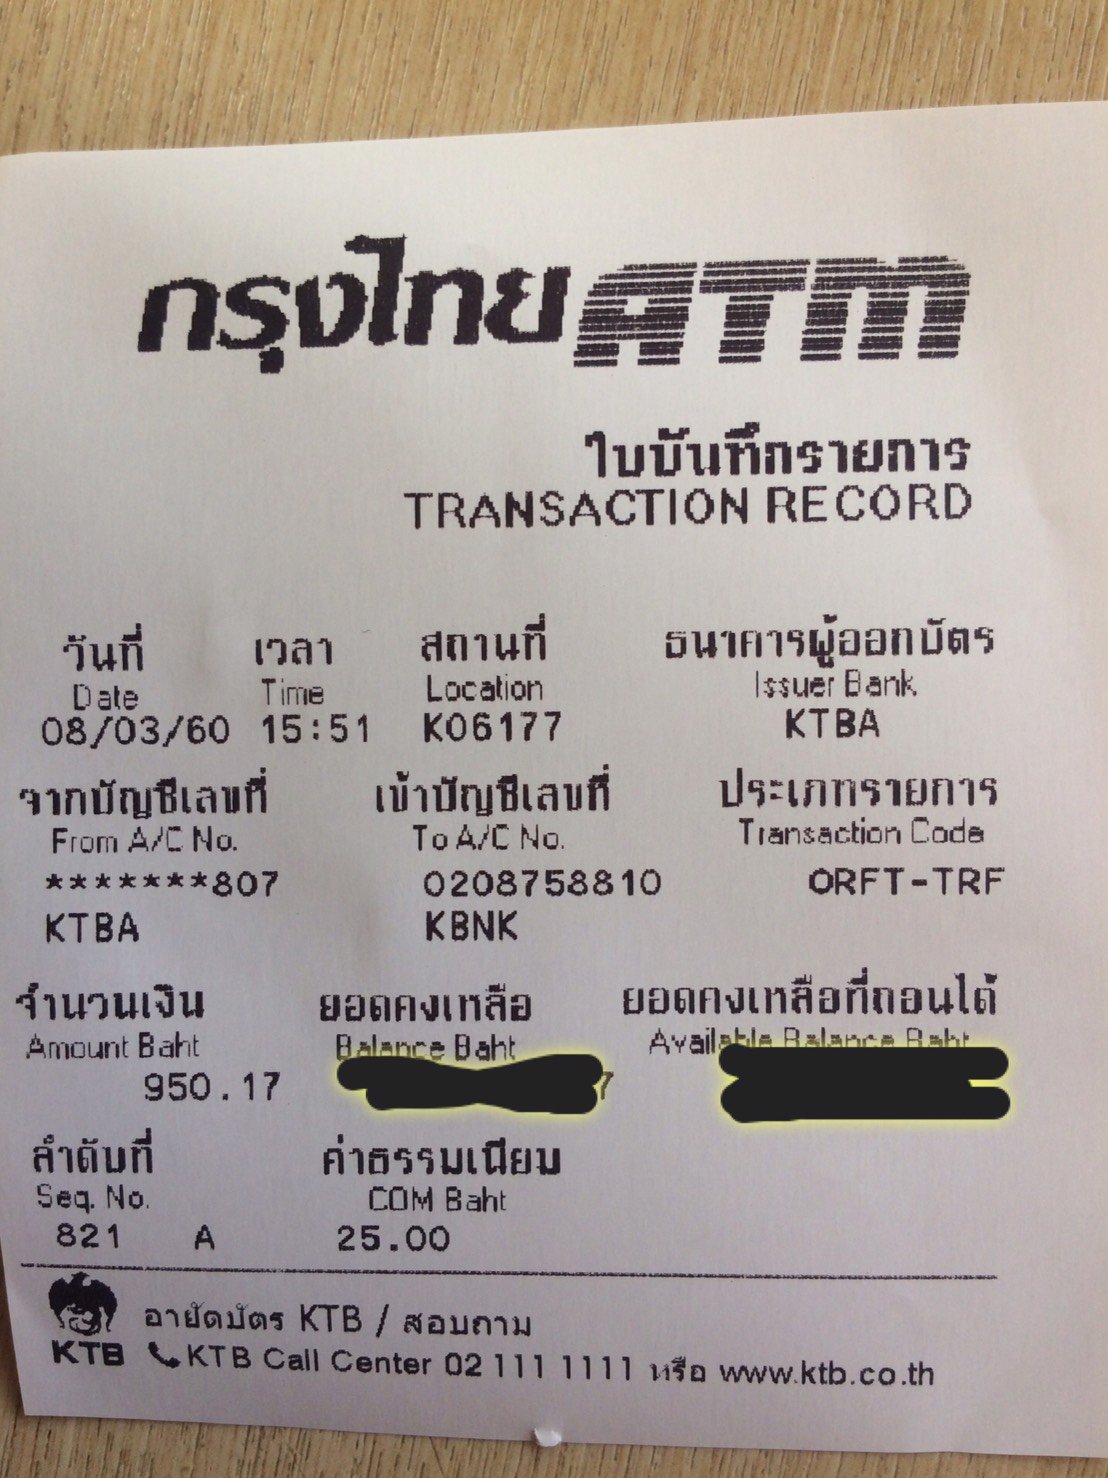 กรุงไทย ATM
ใบบันทึกรายการ
TRANSACTION RECORD
วันที่ เวลา สถานที่ ธนาคารผู้ออกบัตร
Date Time Location Issuer Bank
08/03/60 15:51 K06177 KTBA
จากบัญชีเลขที่ เข้าบัญชีเลขที่ ประเภทรายการ
From A/C No. To A/C No. Transaction Code
*******807 0208758810 ORFT-TRF
KTBA KBNK
จำนวนเงิน ยอดคงเหลือ ยอดคงเหลือที่ถอนได้
Amount Baht Balance Baht Available Balance Baht
950.17 7
ลำดับที่ ค่าธรรมเนียม
Seq. No. COM Baht
821 A 25.00
อายัดบัตร KTB / สอบถาม
KTB KTB Call Center 02 111 1111 หรือ www.ktb.co.th